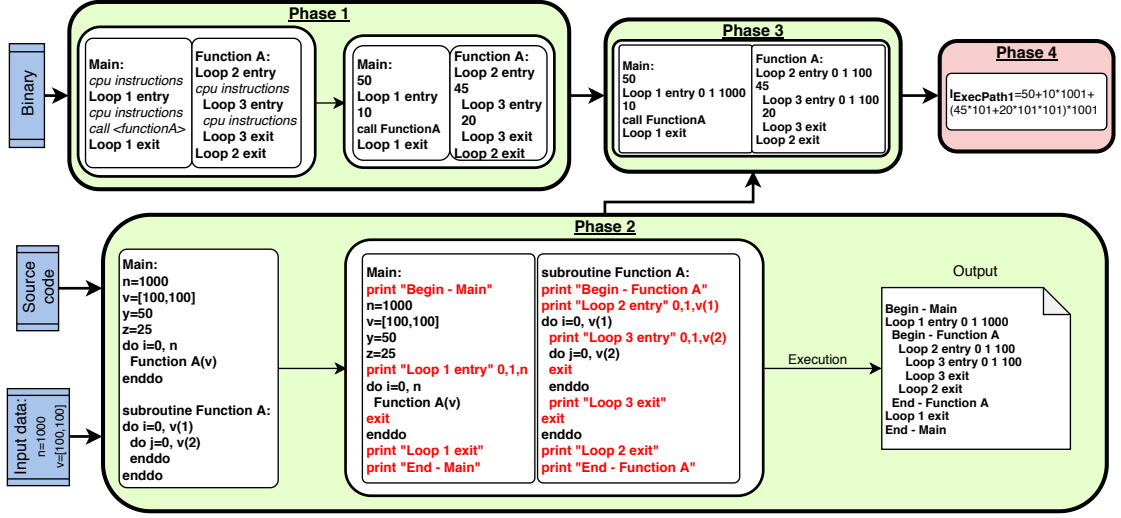 Phase 1
Binary
Main:
cpu instructions
Loop 1 entry
cpu instructions
call <functionA>
Loop 1 exit
Function A:
Loop 2 entry
cpu instructions
Loop 3 entry
cpu instructions
Loop 3 exit
Loop 2 exit
Main:
50
Loop 1 entry
10
call FunctionA
Loop 1 exit
Function A:
Loop 2 entry
45
Loop 3 entry
20
Loop 3 exit
Loop 2 exit
Phase 3
Main:
50
Loop 1 entry 0 1 1000
10
call FunctionA
Loop 1 exit
Function A:
Loop 2 entry 0 1 100
45
Loop 3 entry 0 1 100
20
Loop 3 exit
Loop 2 exit
Phase 4
IExecPath1=50+10*1001+
(45*101+20*101*101)*1001
Phase 2
Source
code
Input data:
n=1000
v=[100,100]
Main:
n=1000
v=[100,100]
y=50
z=25
do i=0, n
Function A(v)
enddo
subroutine Function A:
do i=0, v(1)
do j=0, v(2)
enddo
enddo
Main:
print "Begin - Main"
n=1000
v=[100,100]
y=50
z=25
print "Loop 1 entry" 0,1,n
do i=0, n
Function A(v)
exit
enddo
print "Loop 1 exit"
print "End - Main"
subroutine Function A:
print "Begin - Function A"
print "Loop 2 entry" 0,1,v(1)
do i=0, v(1)
print "Loop 3 entry" 0,1,v(2)
do j=0, v(2)
exit
enddo
print "Loop 3 exit"
exit
enddo
print "Loop 2 exit"
print "End - Function A"
Execution
Output
Begin - Main
Loop 1 entry 0 1 1000
Begin - Function A
Loop 2 entry 0 1 100
Loop 3 entry 0 1 100
Loop 3 exit
Loop 2 exit
End - Function A
Loop 1 exit
End - Main